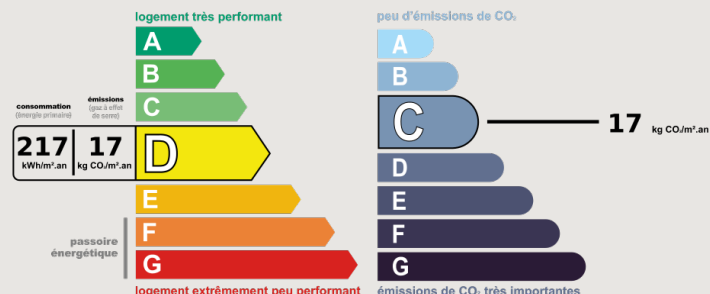 logement très performant
A
B
C
consommation
(énergie primaire)
émissions
(gaz à effet
de serre)
217
kWh/m².an
17
kg CO₂/m².an
D
E
F
G
passoire
énergétique
logement extrêmement peu performant
peu d'émissions de CO₂
A
B
C
17 kg CO₂/m².an
D
E
F
G
émissions de CO₂ très importantes